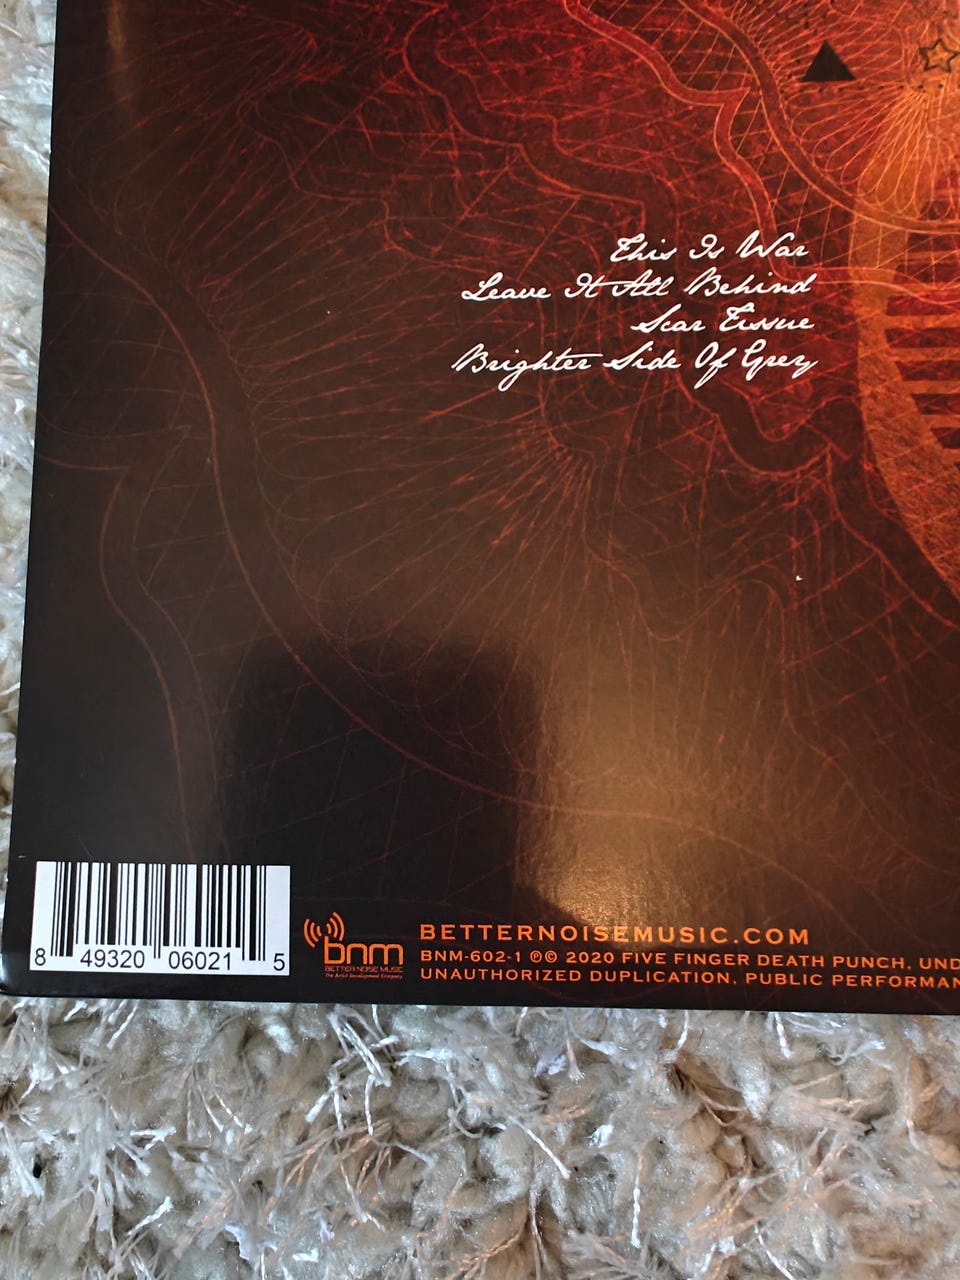 This Is War
Leave It All Behind
Scar Tissue
Brighter Side Of Grey
8 49320 06021 5
bnm
BETTER NOISE MUSIC
The Artist Development Company
BETTERNOISEMUSIC.COM
BNM-602-1 ℗© 2020 FIVE FINGER DEATH PUNCH, UND
UNAUTHORIZED DUPLICATION, PUBLIC PERFORMAN